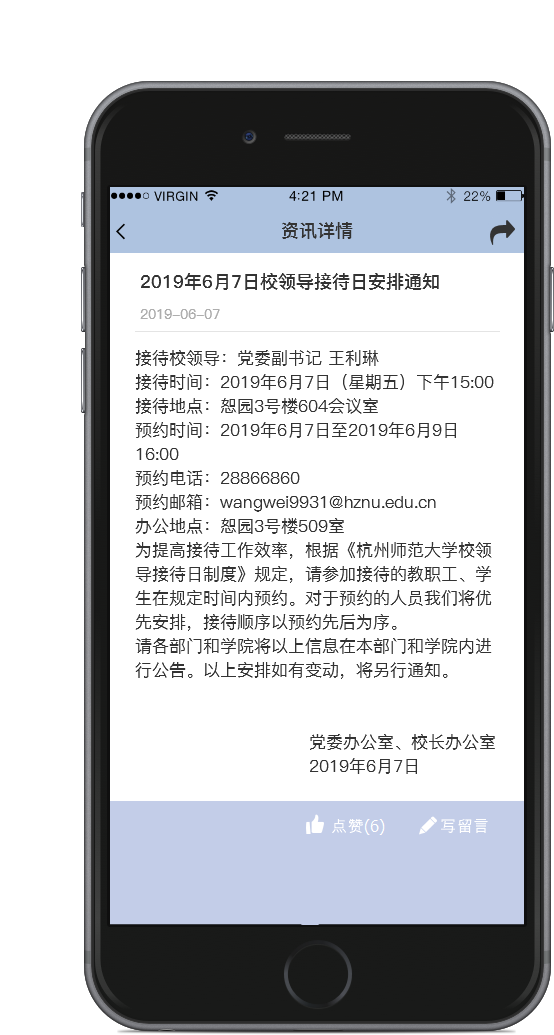 VIRGIN 4:21 PM 22%
资讯详情
2019年6月7日校领导接待日安排通知
2019-06-07
接待校领导：党委副书记 王利琳
接待时间：2019年6月7日（星期五）下午15:00
接待地点：恕园3号楼604会议室
预约时间：2019年6月7日至2019年6月9日
16:00
预约电话：28866860
预约邮箱：wangwei9931@hznu.edu.cn
办公地点：恕园3号楼509室
为提高接待工作效率，根据《杭州师范大学校领
导接待日制度》规定，请参加接待的教职工、学
生在规定时间内预约。对于预约的人员我们将优
先安排，接待顺序以预约先后为序。
请各部门和学院将以上信息在本部门和学院内进
行公告。以上安排如有变动，将另行通知。
党委办公室、校长办公室
2019年6月7日
点赞(6) 写留言